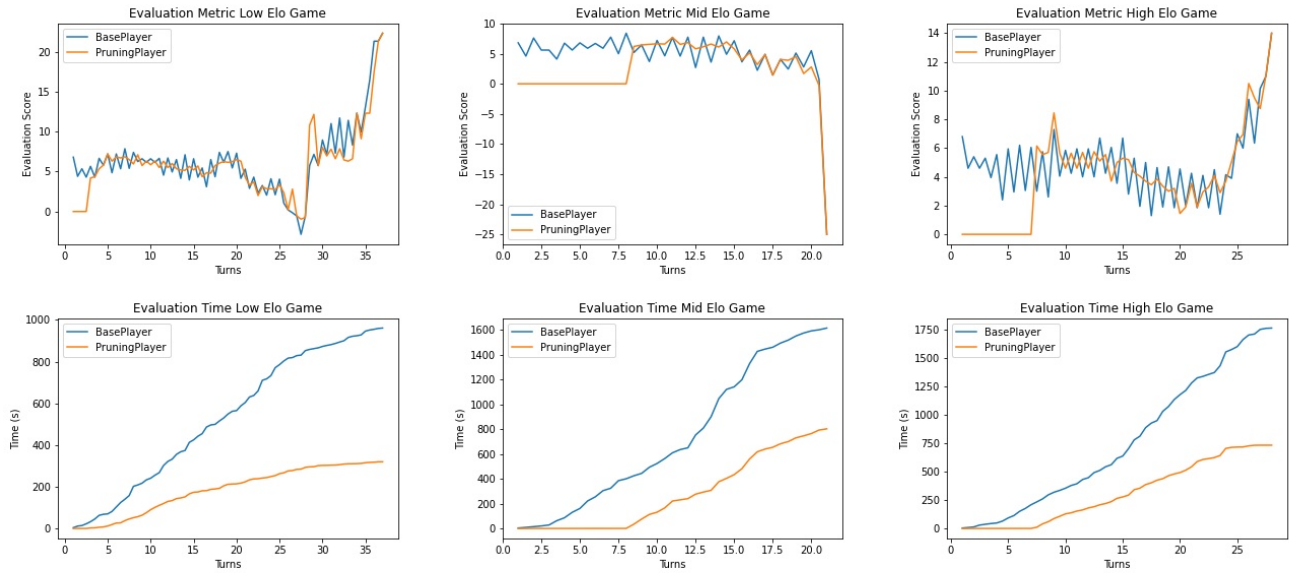 Evaluation Metric Low Elo Game
BasePlayer
PruningPlayer
20
15
10
5
0
Evaluation Score
0 5 10 15 20 25 30 35
Turns
Evaluation Metric Mid Elo Game
10
5
0
−5
−10
−15
−20
−25
Evaluation Score
BasePlayer
PruningPlayer
0.0 2.5 5.0 7.5 10.0 12.5 15.0 17.5 20.0
Turns
Evaluation Metric High Elo Game
BasePlayer
PruningPlayer
14
12
10
8
6
4
2
0
Evaluation Score
0 5 10 15 20 25
Turns
Evaluation Time Low Elo Game
BasePlayer
PruningPlayer
1000
800
600
400
200
0
Time (s)
0 5 10 15 20 25 30 35
Turns
Evaluation Time Mid Elo Game
BasePlayer
PruningPlayer
1600
1400
1200
1000
800
600
400
200
0
Time (s)
0.0 2.5 5.0 7.5 10.0 12.5 15.0 17.5 20.0
Turns
Evaluation Time High Elo Game
BasePlayer
PruningPlayer
1750
1500
1250
1000
750
500
250
0
Time (s)
0 5 10 15 20 25
Turns